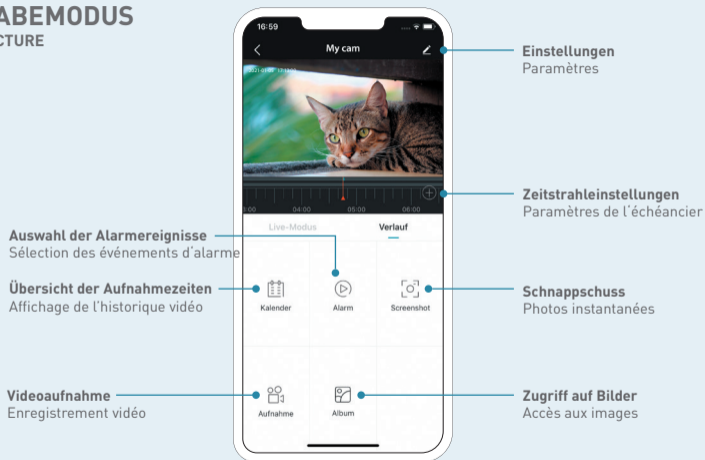 ABEMODUS
CTURE
16:59
My cam
Einstellungen
Paramètres
Zeitstrahleinstellungen
Paramètres de l'échéancier
04:00 05:00 06:00
Live-Modus Verlauf
Auswahl der Alarmereignisse
Sélection des événements d'alarme
Übersicht der Aufnahmezeiten
Affichage de l'historique vidéo
Kalender Alarm Screenshot
Schnappschuss
Photos instantanées
Videoaufnahme
Enregistrement vidéo
Aufnahme Album
Zugriff auf Bilder
Accès aux images